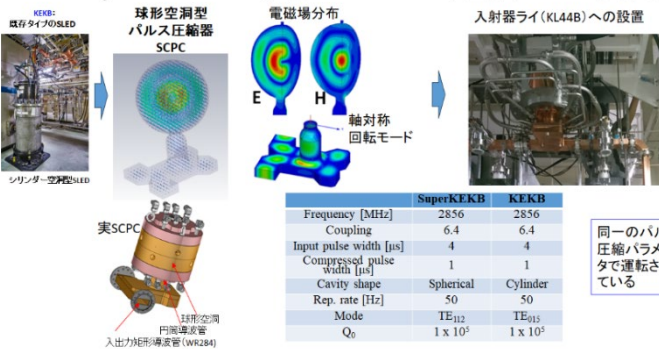 KEKB：
既存タイプのSLED
シリンダー空洞型SLED
球形空洞型
パルス圧縮器
SCPC
電磁場分布
E
H
軸対称
回転モード
入射器ライ（KL44B）への設置
実SCPC
球形空洞
円筒導波管
入出力矩形導波管（WR284）
SuperKEKB KEKB
Frequency [MHz] 2856 2856
Coupling 6.4 6.4
Input pulse width [μs] 4 4
Compressed pulse
width [μs] 1 1
Cavity shape Spherical Cylinder
Rep. rate [Hz] 50 50
Mode TE112 TE015
Q0 1 x 10⁵ 1 x 10⁵
同一のパル
圧縮パラメ
タで運転さ
ている